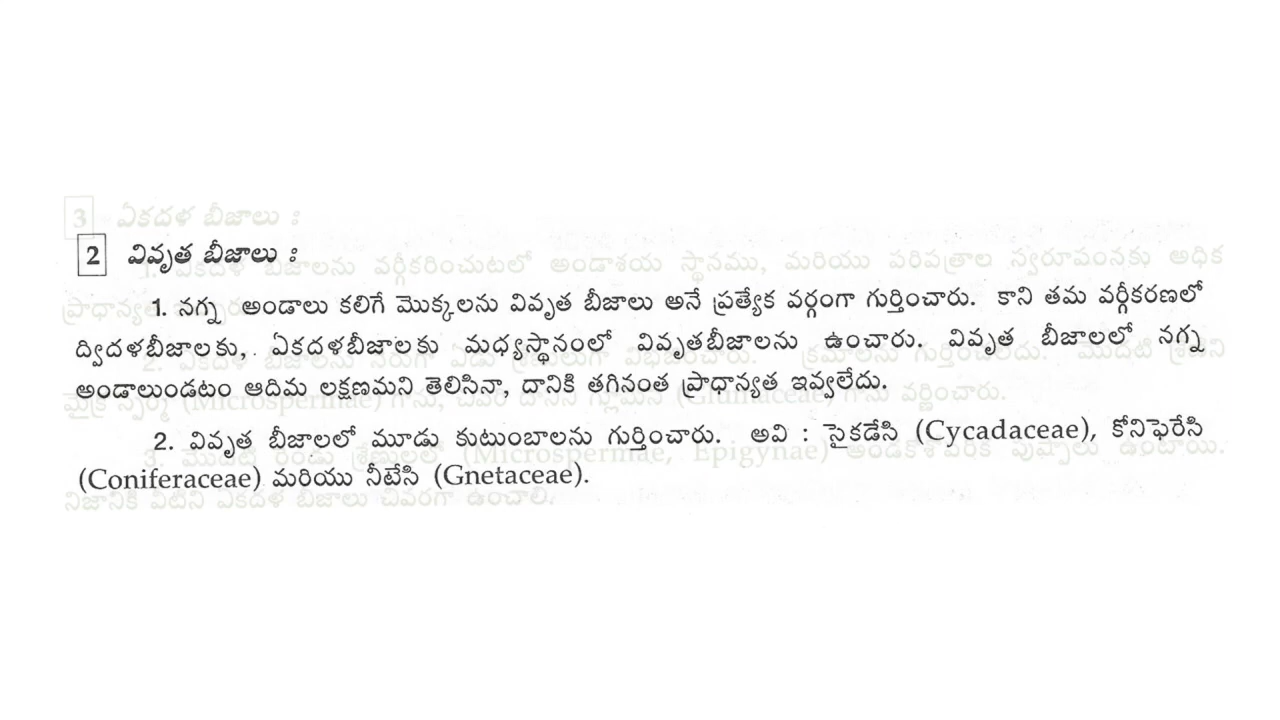 2 వివృత బీజాలు :
1. నగ్న అండాలు కలిగే మొక్కలను వివృత బీజాలు అనే ప్రత్యేక వర్గంగా గుర్తించారు. కాని తమ వర్గీకరణలో
ద్విదళబీజాలకు, ఏకదళబీజాలకు మధ్యస్థానంలో వివృతబీజాలను ఉంచారు. వివృత బీజాలలో నగ్న
అండాలుండటం ఆదిమ లక్షణమని తెలిసినా, దానికి తగినంత ప్రాధాన్యత ఇవ్వలేదు.
2. వివృత బీజాలలో మూడు కుటుంబాలను గుర్తించారు. అవి : సైకడేసి (Cycadaceae), కోనిఫెరేసి
(Coniferaceae) మరియు నీటేసి (Gnetaceae).